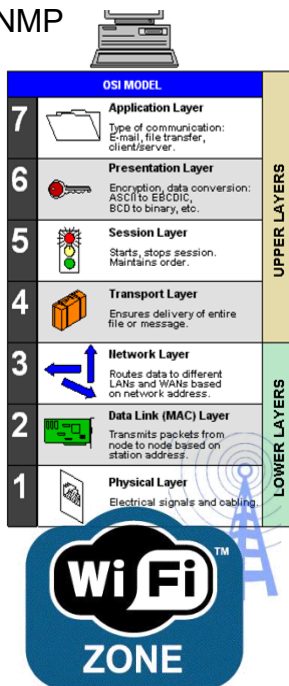 NMP
OSI MODEL
7
Application Layer
Type of communication:
E-mail, file transfer,
client/server.
6
Presentation Layer
Encryption, data conversion:
ASCII to EBCDIC,
BCD to binary, etc.
5
Session Layer
Starts, stops session.
Maintains order.
4
Transport Layer
Ensures delivery of entire
file or message.
3
Network Layer
Routes data to different
LANs and WANs based
on network address.
2
Data Link (MAC) Layer
Transmits packets from
node to node based on
station address.
1
Physical Layer
Electrical signals and cabling.
UPPER LAYERS
LOWER LAYERS
Wi Fi TM
ZONE